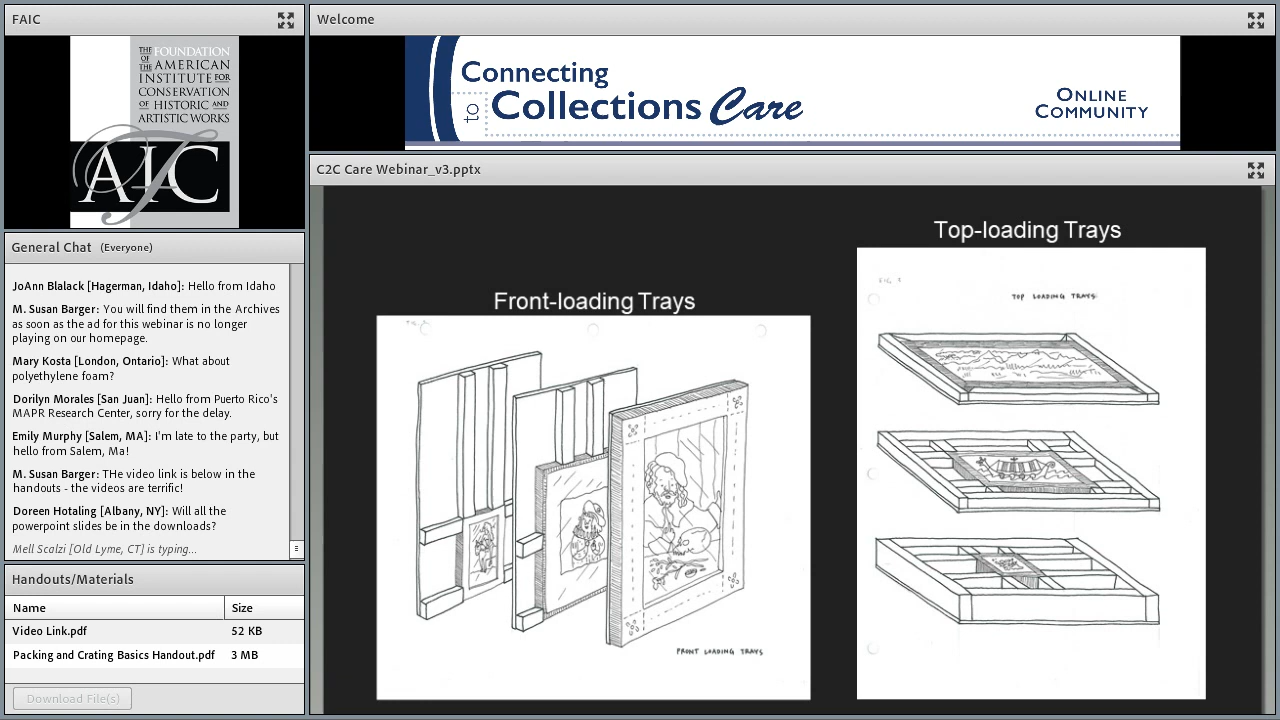 FAIC
THE FOUNDATION
OF THE AMERICAN
INSTITUTE FOR
CONSERVATION
OF HISTORIC AND
ARTISTIC WORKS
AIC
General Chat (Everyone)
JoAnn Blalack [Hagerman, Idaho]: Hello from Idaho
M. Susan Barger: You will find them in the Archives
as soon as the ad for this webinar is no longer
playing on our homepage.
Mary Kosta [London, Ontario]: What about
polyethylene foam?
Dorilyn Morales [San Juan]: Hello from Puerto Rico's
MAPR Research Center, sorry for the delay.
Emily Murphy [Salem, MA]: I'm late to the party, but
hello from Salem, Ma!
M. Susan Barger: THe video link is below in the
handouts - the videos are terrific!
Doreen Hotaling [Albany, NY]: Will all the
powerpoint slides be in the downloads?
Mell Scalzi [Old Lyme, CT] is typing...
Handouts/Materials
Name Size
Video Link.pdf 52 KB
Packing and Crating Basics Handout.pdf 3 MB
Download File(s)
Welcome
Connecting
to Collections Care
ONLINE
COMMUNITY
C2C Care Webinar_v3.pptx
Front-loading Trays
FRONT LOADING TRAYS
Top-loading Trays
TOP LOADING TRAYS